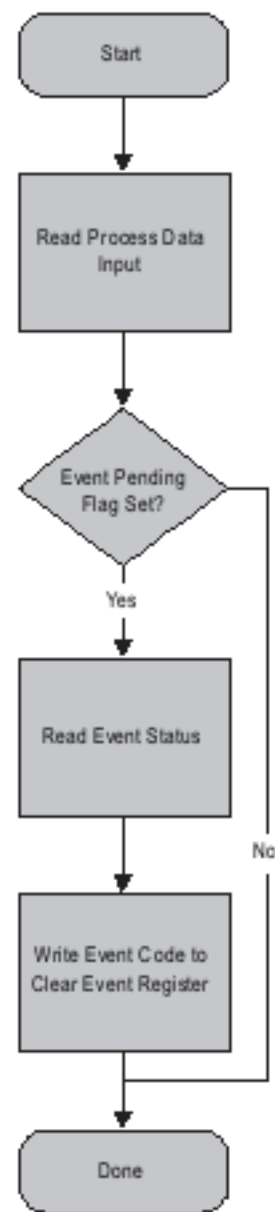 Start
Read Process Data
Input
Event Pending
Flag Set?
Yes
Read Event Status
No
Write Event Code to
Clear Event Register
Done